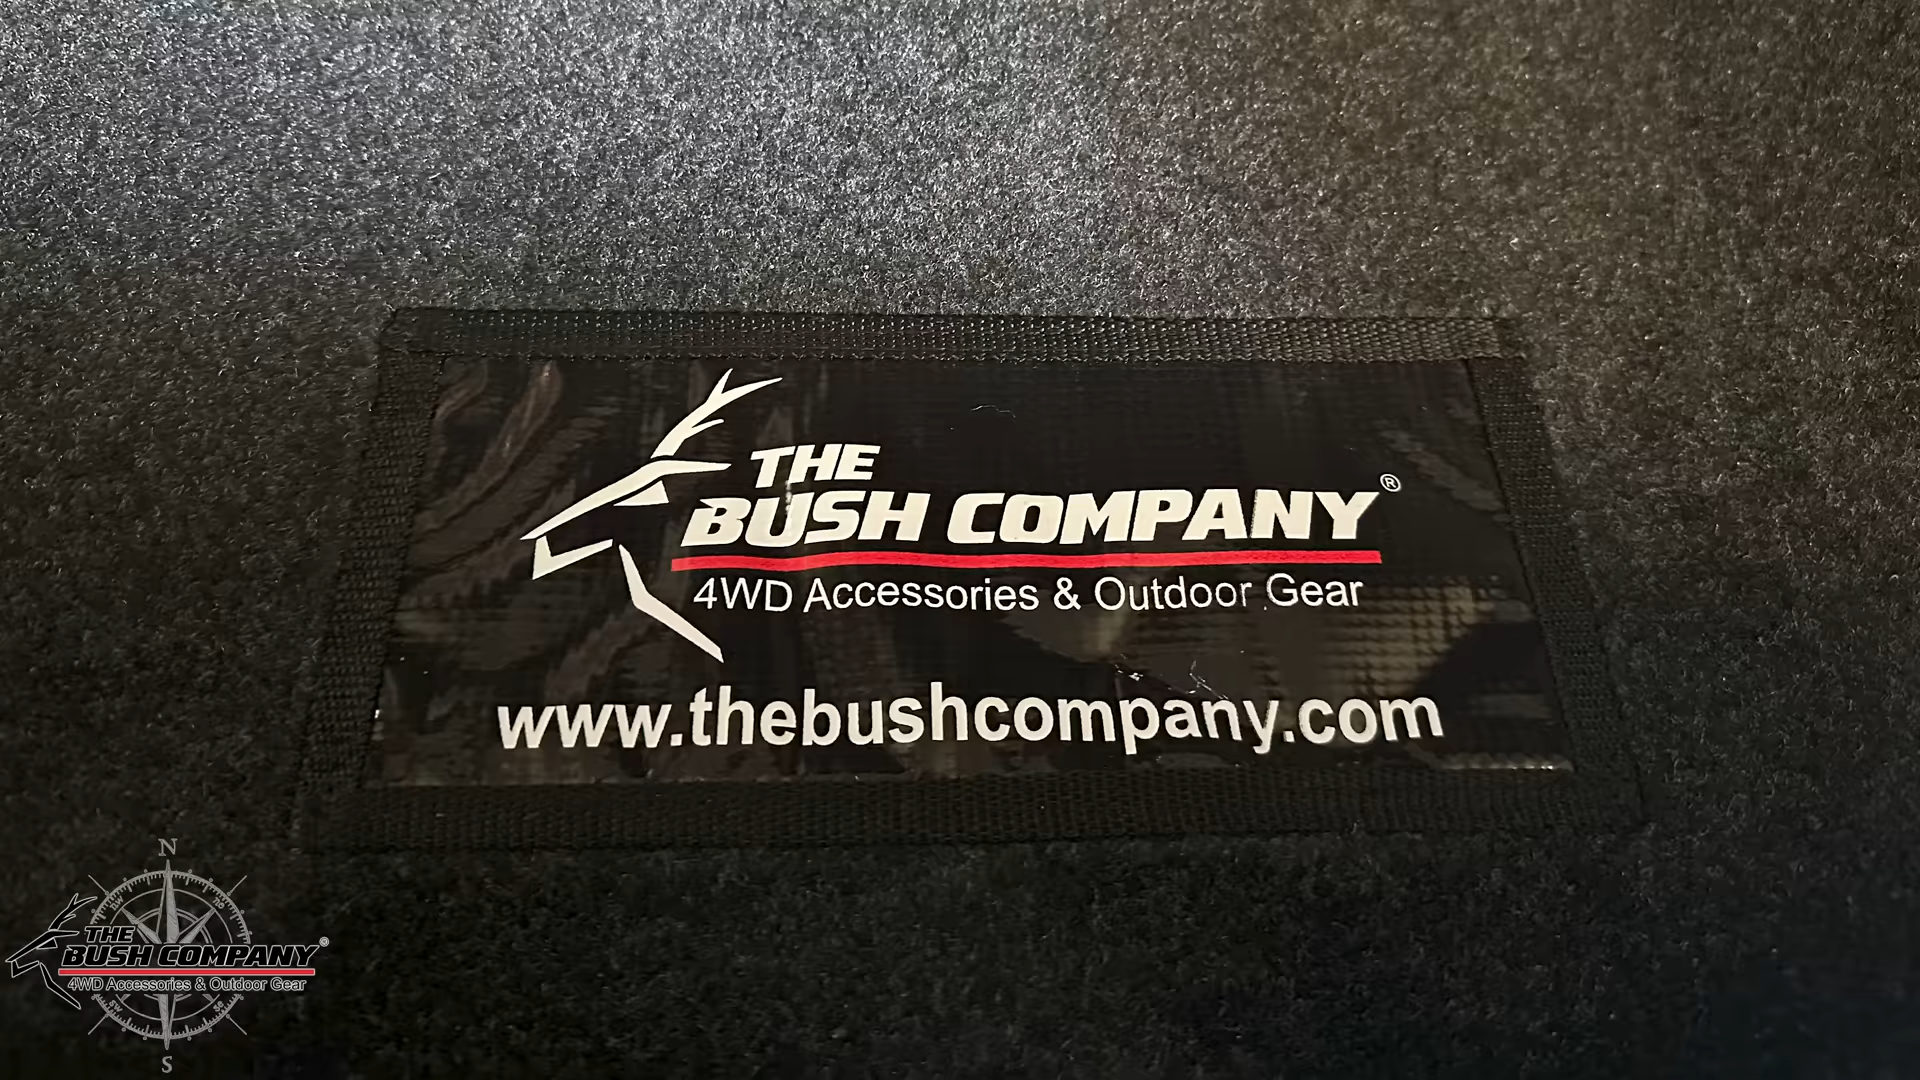 THE
BUSH COMPANY®
4WD Accessories & Outdoor Gear
www.thebushcompany.com
N
THE
BUSH COMPANY®
4WD Accessories & Outdoor Gear
S